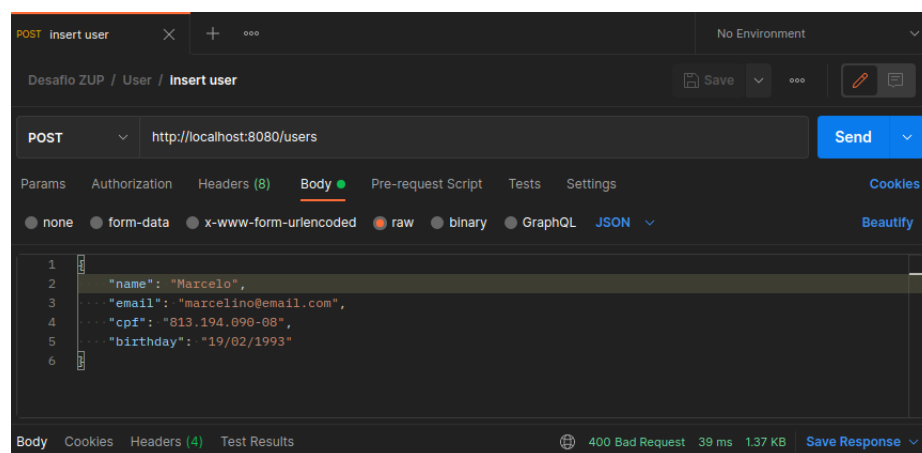 POST insert user
No Environment
Desafio ZUP / User / insert user
Save
POST http://localhost:8080/users
Send
Params Authorization Headers (8) Body Pre-request Script Tests Settings Cookies
none form-data x-www-form-urlencoded raw binary GraphQL JSON Beautify
1 {
2 "name": "Marcelo",
3 "email": "marcelino@email.com",
4 "cpf": "813.194.090-08",
5 "birthday": "19/02/1993"
6 }
Body Cookies Headers (4) Test Results 400 Bad Request 39 ms 1.37 KB Save Response